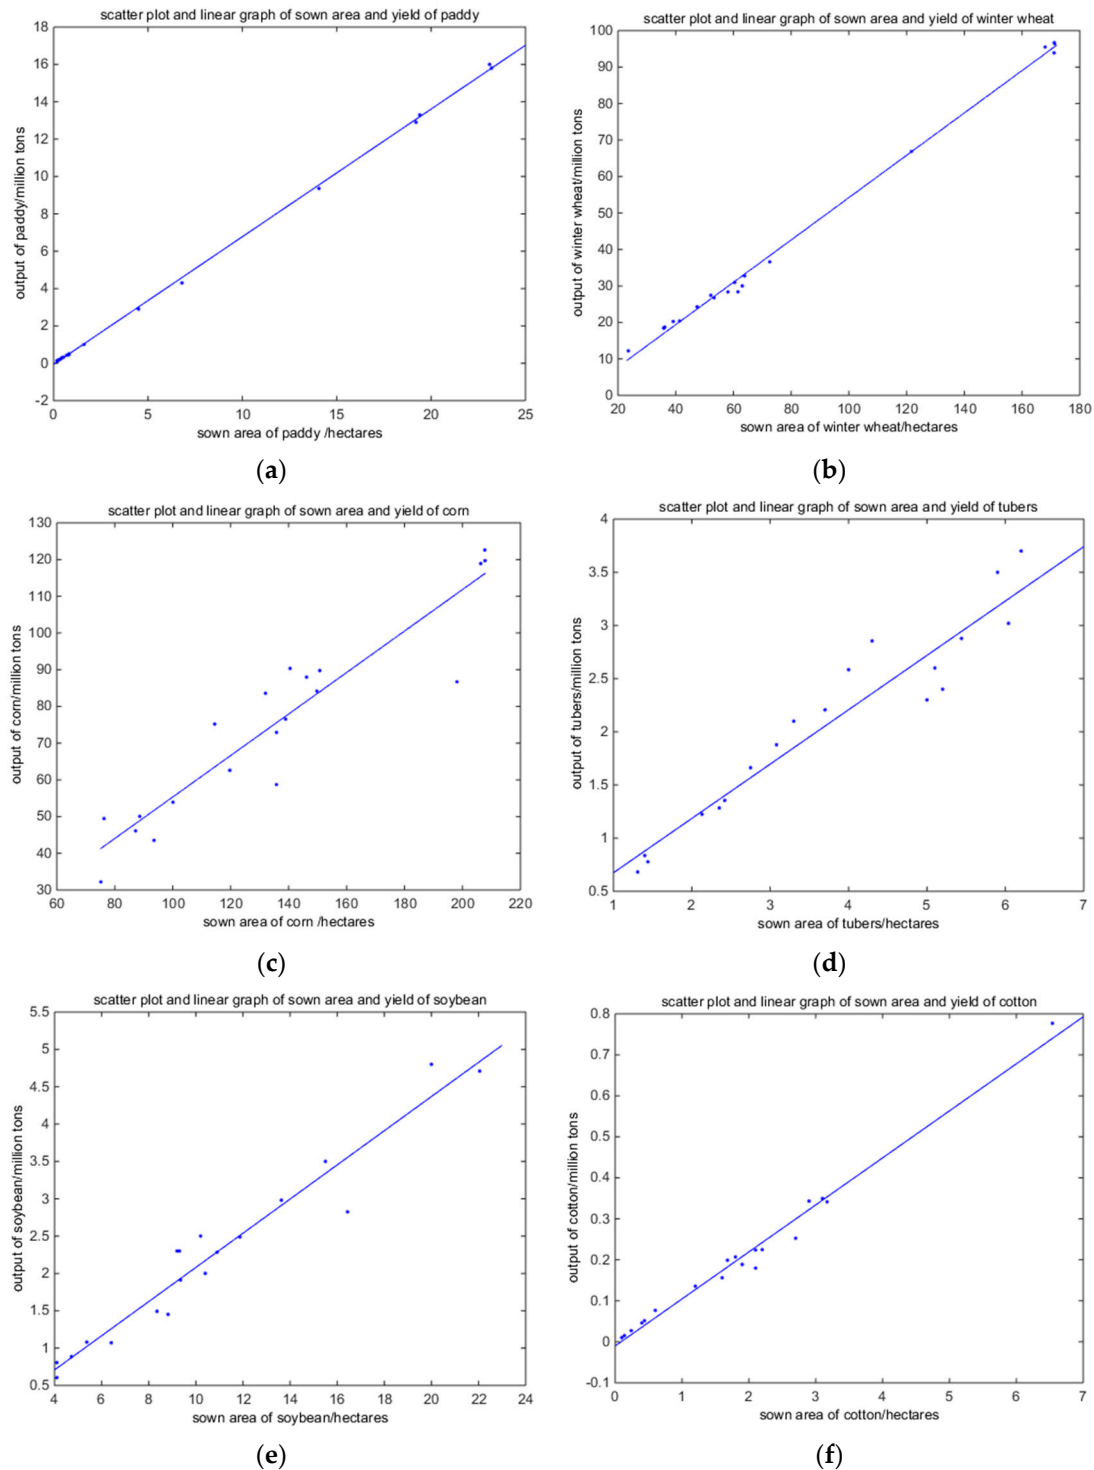 scatter plot and linear graph of sown area and yield of paddy
18
16
14
12
10
8
6
4
2
0
-2
output of paddy/million tons
0 5 10 15 20 25
sown area of paddy /hectares
(a)
scatter plot and linear graph of sown area and yield of winter wheat
100
90
80
70
60
50
40
30
20
10
0
output of winter wheat/million tons
20 40 60 80 100 120 140 160 180
sown area of winter wheat/hectares
(b)
scatter plot and linear graph of sown area and yield of corn
130
120
110
100
90
80
70
60
50
40
30
output of corn/million tons
60 80 100 120 140 160 180 200 220
sown area of corn /hectares
(c)
scatter plot and linear graph of sown area and yield of tubers
4
3.5
3
2.5
2
1.5
1
0.5
output of tubers/million tons
1 2 3 4 5 6 7
sown area of tubers/hectares
(d)
scatter plot and linear graph of sown area and yield of soybean
5.5
5
4.5
4
3.5
3
2.5
2
1.5
1
0.5
output of soybean/million tons
4 6 8 10 12 14 16 18 20 22 24
sown area of soybean/hectares
(e)
scatter plot and linear graph of sown area and yield of cotton
0.8
0.7
0.6
0.5
0.4
0.3
0.2
0.1
0
-0.1
output of cotton/million tons
0 1 2 3 4 5 6 7
sown area of cotton/hectares
(f)